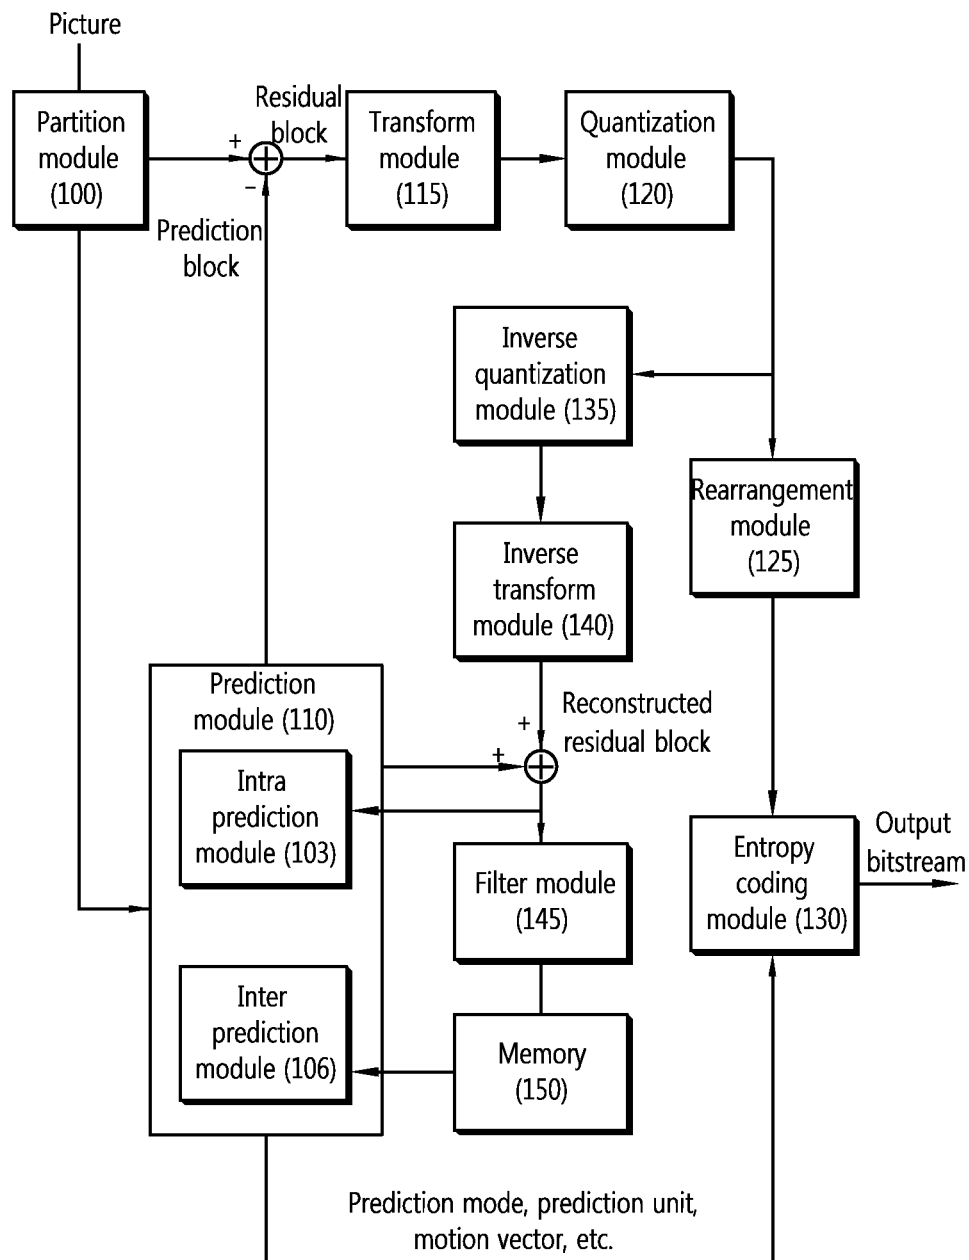 Picture
Partition
module
(100)
+
−
Residual
block
Transform
module
(115)
Quantization
module
(120)
Prediction
block
Inverse
quantization
module (135)
Rearrangement
module
(125)
Inverse
transform
module (140)
Prediction
module (110)
+
+
Reconstructed
residual block
Intra
prediction
module (103)
Filter module
(145)
Entropy
coding
module (130)
Output
bitstream
Inter
prediction
module (106)
Memory
(150)
Prediction mode, prediction unit,
motion vector, etc.